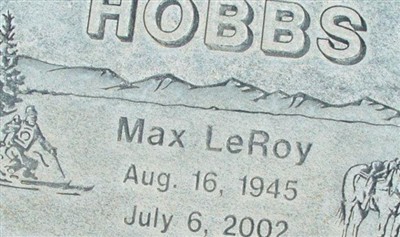 HOBBS
Max LeRoy
Aug. 16, 1945
July 6, 2002